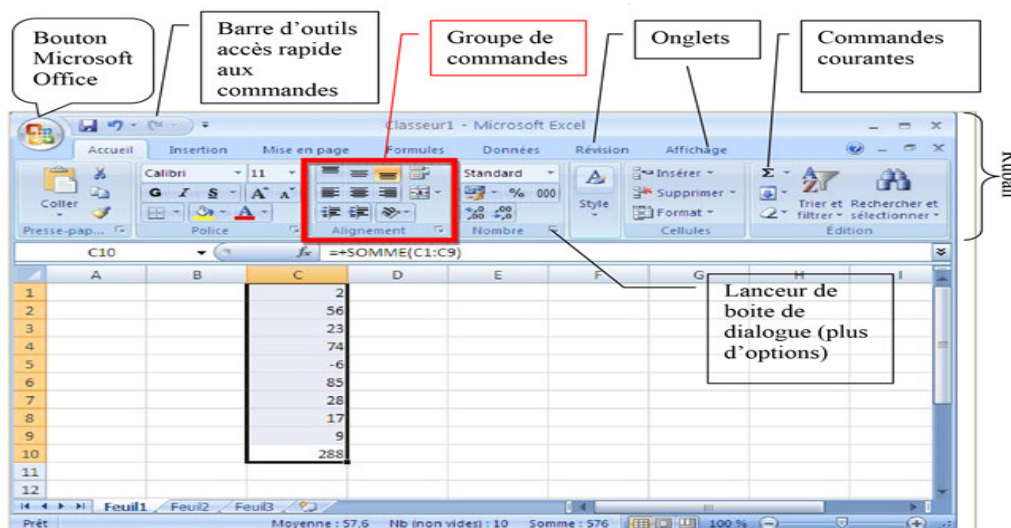 Bouton
Microsoft
Office
Barre d'outils
accès rapide
aux
commandes
Groupe de
commandes
Onglets
Commandes
courantes
Ruban
Classeur1 - Microsoft Excel
Accueil Insertion Mise en page Formules Données Révision Affichage
Calibri 11 Standard Insérer Σ
Coller G I S A A % 000 Style Supprimer Trier et Rechercher et
A ,00 Format filtrer sélectionner
Presse-pap... Police Alignement Nombre Cellules Édition
C10 fx =+SOMME(C1:C9)
A B C D E F G H I
1 2
2 56
3 23
4 74
5 -6
6 85
7 28
8 17
9 9
10 288
11
12
Lanceur de
boite de
dialogue (plus
d'options)
Feuil1 Feuil2 Feuil3
Prêt Moyenne : 57,6 Nb (non vides) : 10 Somme : 576 100 %